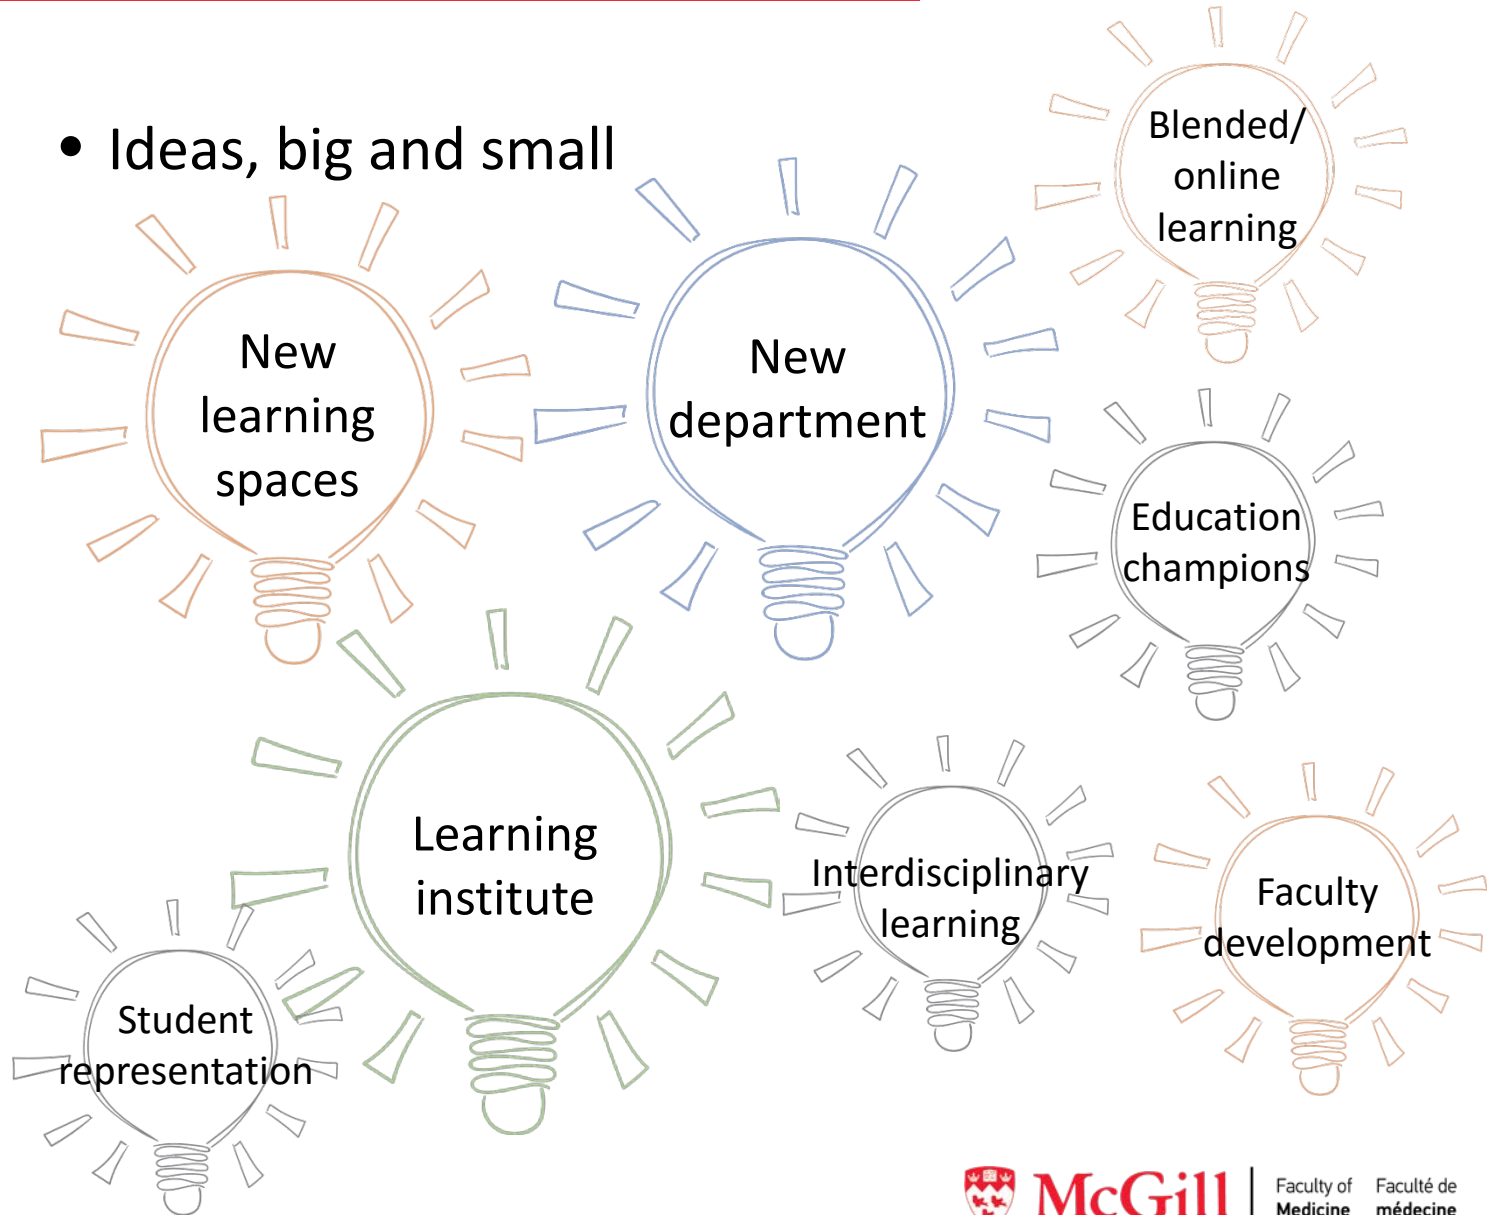 • Ideas, big and small
Blended/
online
learning
New
learning
spaces
New
department
Education
champions
Learning
institute
Interdisciplinary
learning
Faculty
development
Student
representation
McGill
Faculty of
Medicine
Faculté de
médecine